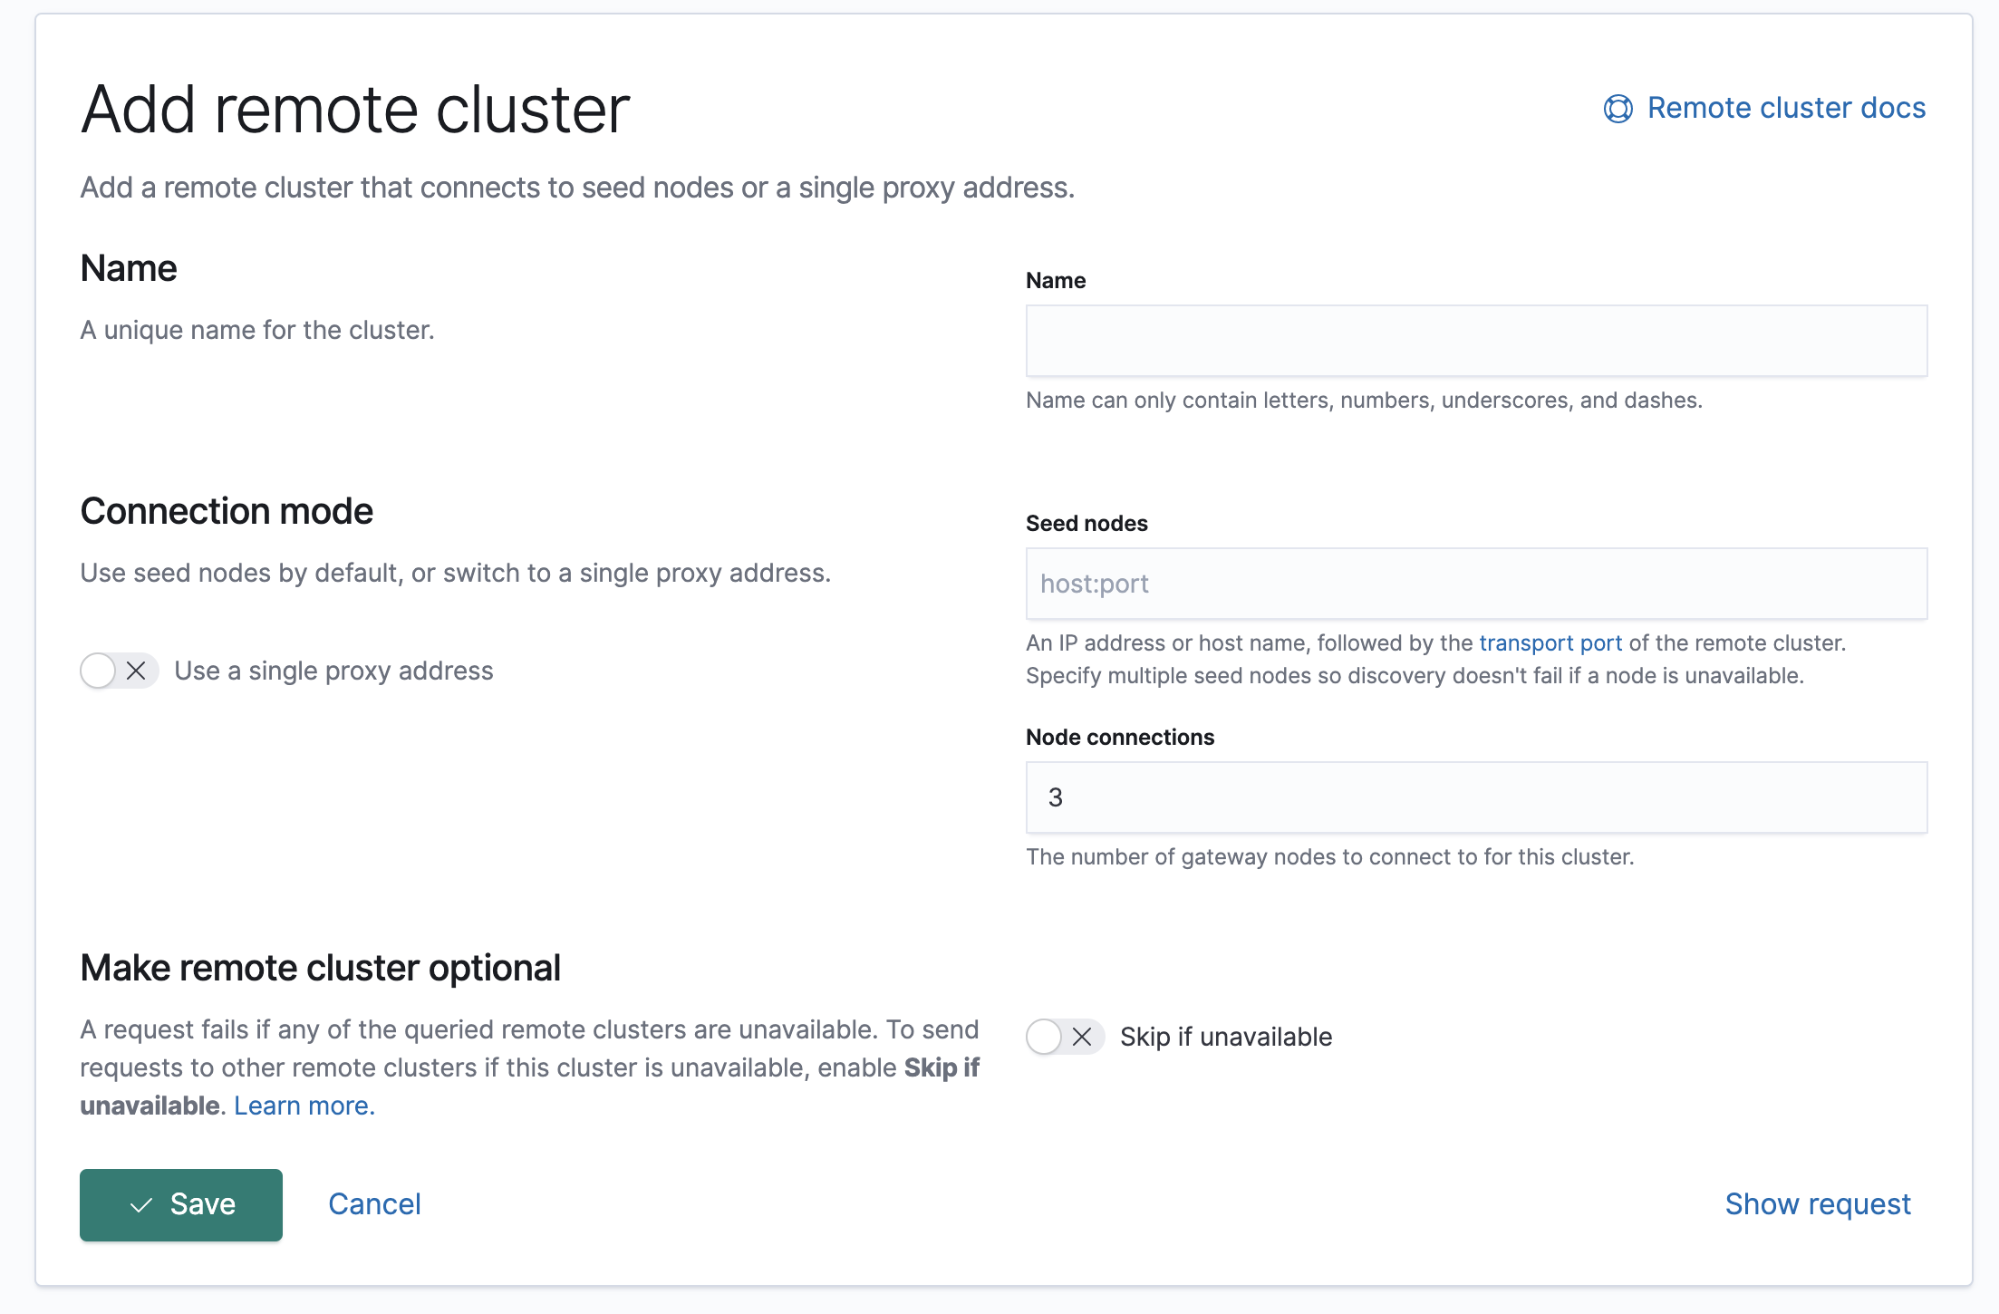 Add remote cluster
Remote cluster docs
Add a remote cluster that connects to seed nodes or a single proxy address.
Name
A unique name for the cluster.
Name
Name can only contain letters, numbers, underscores, and dashes.
Connection mode
Use seed nodes by default, or switch to a single proxy address.
Use a single proxy address
Seed nodes
host:port
An IP address or host name, followed by the transport port of the remote cluster.
Specify multiple seed nodes so discovery doesn't fail if a node is unavailable.
Node connections
3
The number of gateway nodes to connect to for this cluster.
Make remote cluster optional
A request fails if any of the queried remote clusters are unavailable. To send
requests to other remote clusters if this cluster is unavailable, enable Skip if
unavailable. Learn more.
Skip if unavailable
Save
Cancel
Show request